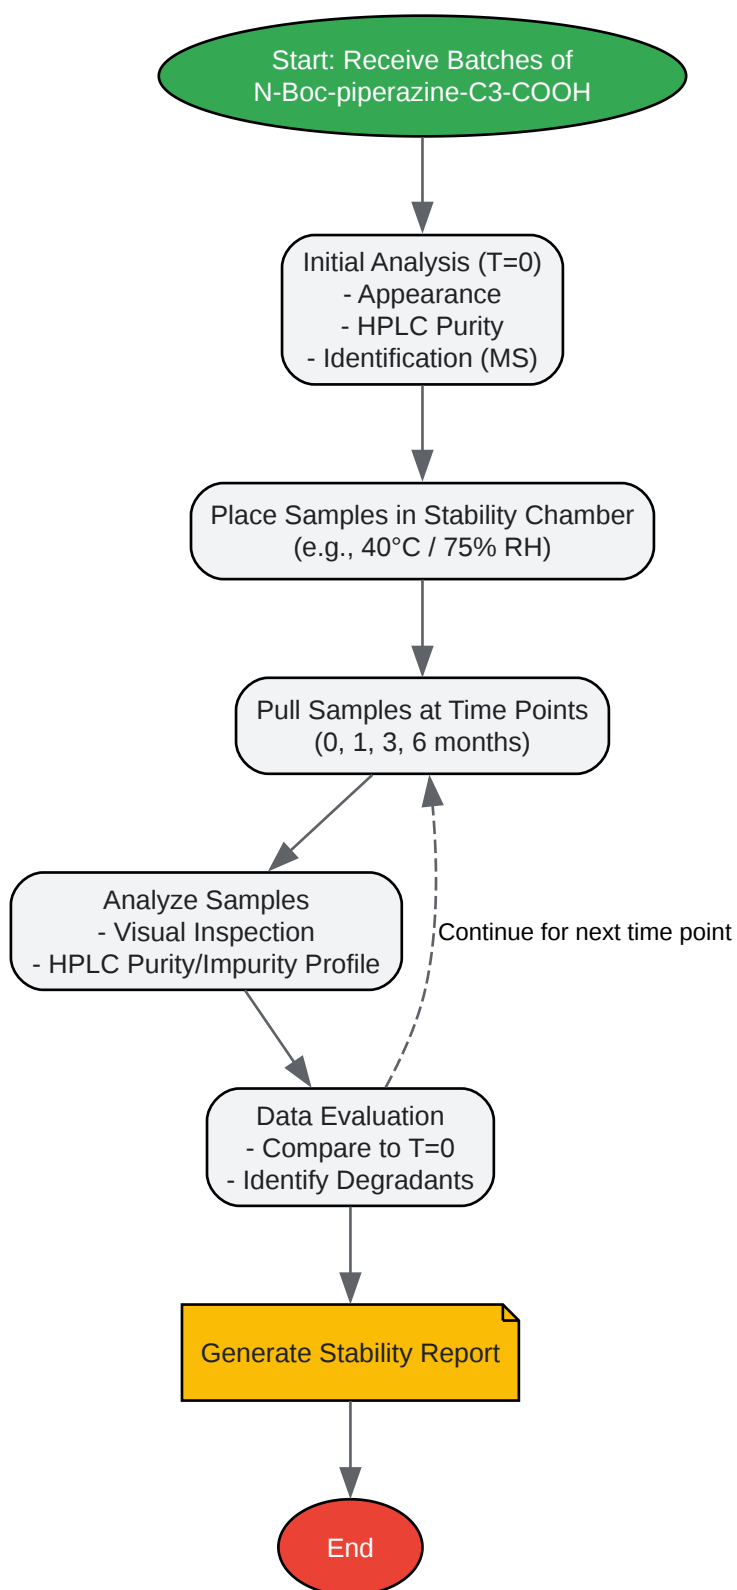 Start: Receive Batches of
N-Boc-piperazine-C3-COOH
Initial Analysis (T=0)
- Appearance
- HPLC Purity
- Identification (MS)
Place Samples in Stability Chamber
(e.g., 40°C / 75% RH)
Pull Samples at Time Points
(0, 1, 3, 6 months)
Analyze Samples
- Visual Inspection
- HPLC Purity/Impurity Profile
Continue for next time point
Data Evaluation
- Compare to T=0
- Identify Degradants
Generate Stability Report
End